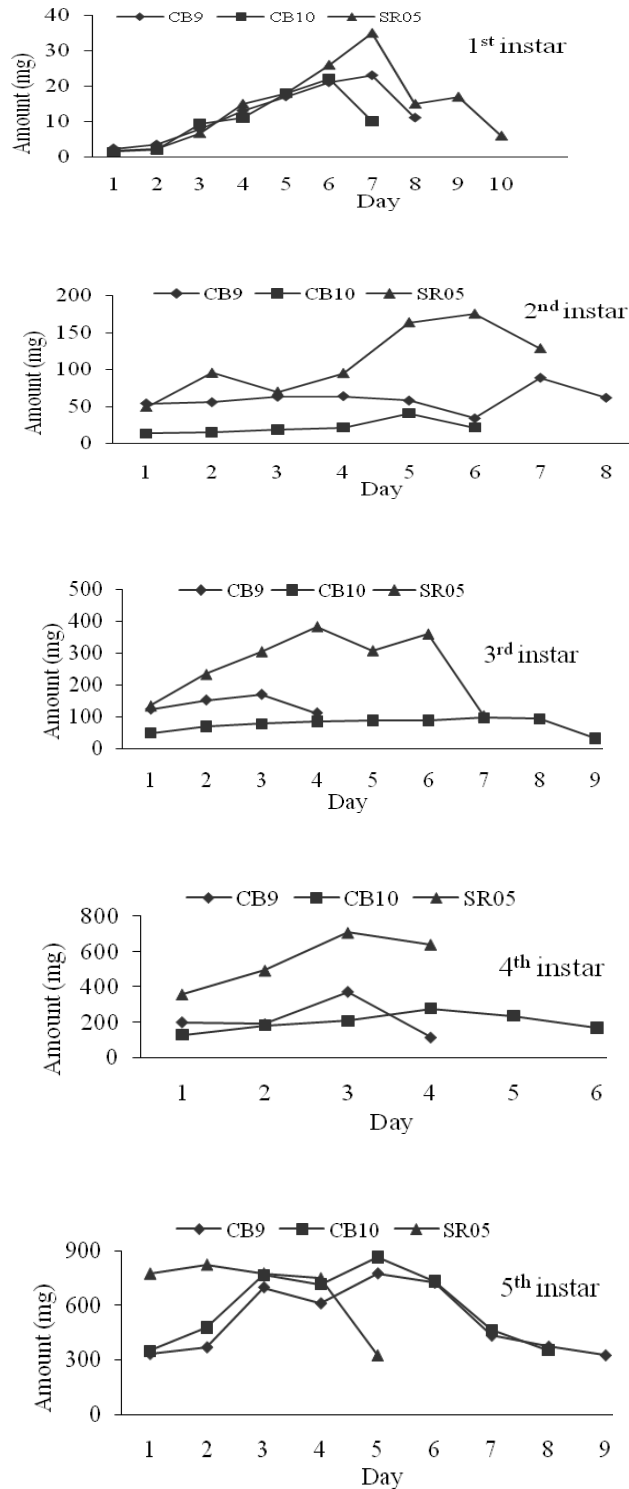 CB9 CB10 SR05
1st instar
Amount (mg)
40
30
20
10
0
1 2 3 4 5 6 7 8 9 10
Day
CB9 CB10 SR05
2nd instar
Amount (mg)
200
150
100
50
0
1 2 3 4 5 6 7 8
Day
CB9 CB10 SR05
3rd instar
Amount (mg)
500
400
300
200
100
0
1 2 3 4 5 6 7 8 9
Day
CB9 CB10 SR05
4th instar
Amount (mg)
800
600
400
200
0
1 2 3 4 5 6
Day
CB9 CB10 SR05
5th instar
Amount (mg)
900
600
300
0
1 2 3 4 5 6 7 8 9
Day